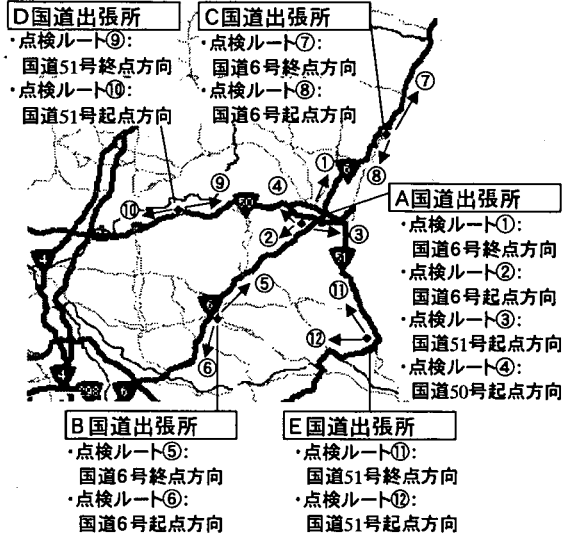 D国道出張所
・点検ルート⑨:
国道51号終点方向
・点検ルート⑩:
国道51号起点方向
C国道出張所
・点検ルート⑦:
国道6号終点方向
・点検ルート⑧:
国道6号起点方向
⑦
⑧
①
⑨
④
⑩
6
50
A国道出張所
・点検ルート①:
国道6号終点方向
・点検ルート②:
国道6号起点方向
・点検ルート③:
国道51号起点方向
・点検ルート④:
国道50号起点方向
②
③
4
51
⑤
⑪
6
⑫
⑥
4
6
B国道出張所
・点検ルート⑤:
国道6号終点方向
・点検ルート⑥:
国道6号起点方向
E国道出張所
・点検ルート⑪:
国道51号終点方向
・点検ルート⑫:
国道51号起点方向